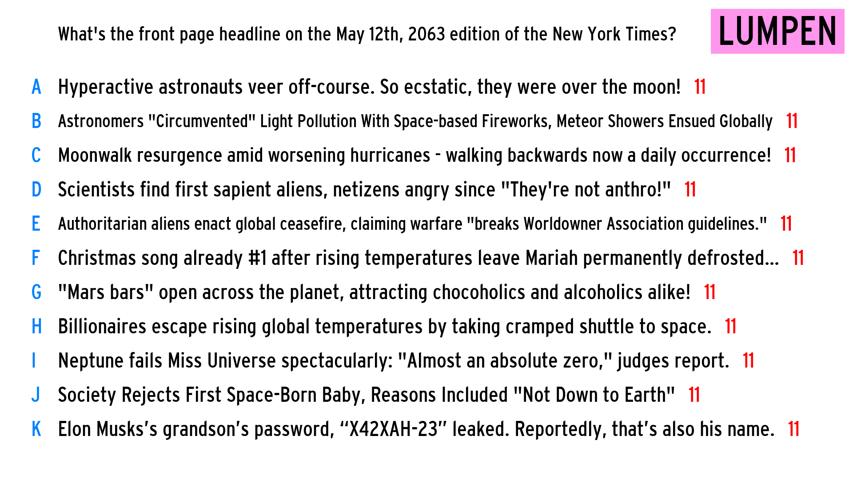 What's the front page headline on the May 12th, 2063 edition of the New York Times?
LUMPEN
A Hyperactive astronauts veer off-course. So ecstatic, they were over the moon! 11
B Astronomers "Circumvented" Light Pollution With Space-based Fireworks, Meteor Showers Ensued Globally 11
C Moonwalk resurgence amid worsening hurricanes - walking backwards now a daily occurrence! 11
D Scientists find first sapient aliens, netizens angry since "They're not anthro!" 11
E Authoritarian aliens enact global ceasefire, claiming warfare "breaks Worldowner Association guidelines." 11
F Christmas song already #1 after rising temperatures leave Mariah permanently defrosted... 11
G "Mars bars" open across the planet, attracting chocoholics and alcoholics alike! 11
H Billionaires escape rising global temperatures by taking cramped shuttle to space. 11
I Neptune fails Miss Universe spectacularly: "Almost an absolute zero," judges report. 11
J Society Rejects First Space-Born Baby, Reasons Included "Not Down to Earth" 11
K Elon Musks’s grandson’s password, “X42XAH-23” leaked. Reportedly, that’s also his name. 11